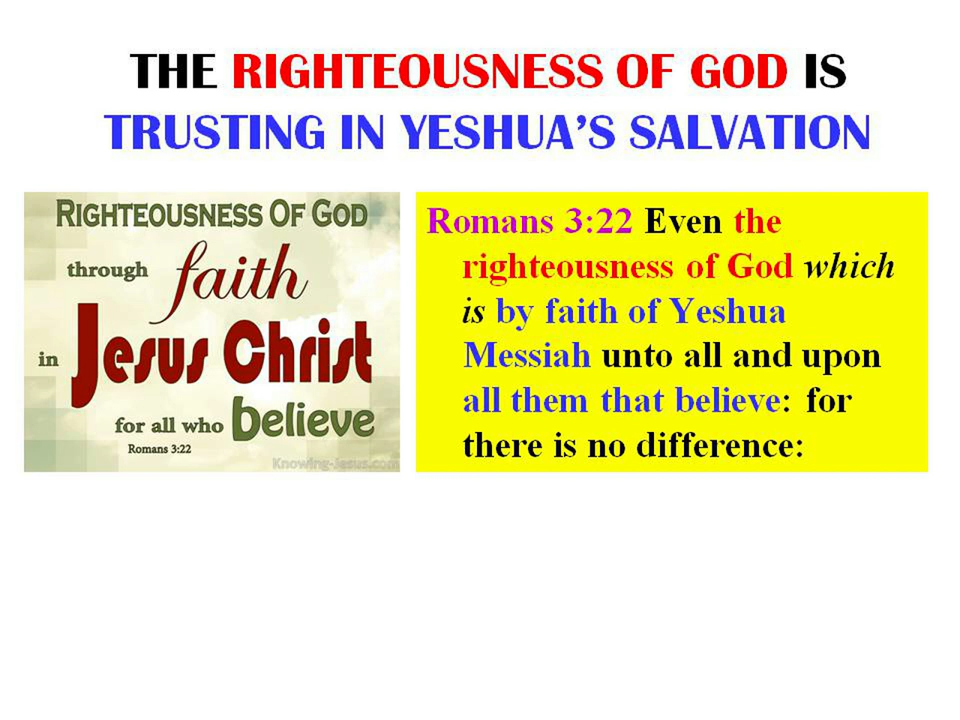 THE RIGHTEOUSNESS OF GOD IS
TRUSTING IN YESHUA’S SALVATION
RIGHTEOUSNESS OF GOD
through faith
in Jesus Christ
for all who believe
Romans 3:22
Knowing-Jesus.com
Romans 3:22 Even the
righteousness of God which
is by faith of Yeshua
Messiah unto all and upon
all them that believe: for
there is no difference: